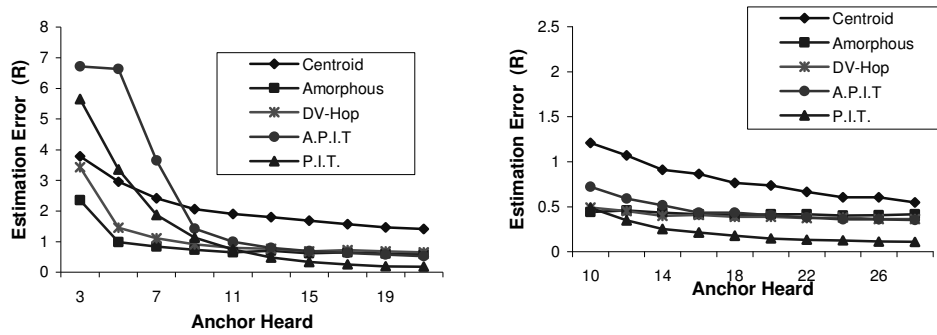 Estimation Error (R)
8
7
6
5
4
3
2
1
0
3
7
11
15
19
Anchor Heard
Centroid
Amorphous
DV-Hop
A.P.I.T
P.I.T.
Estimation Error (R)
2.5
2
1.5
1
0.5
0
10
14
18
22
26
Anchor Heard
Centroid
Amorphous
DV-Hop
A.P.I.T
P.I.T.